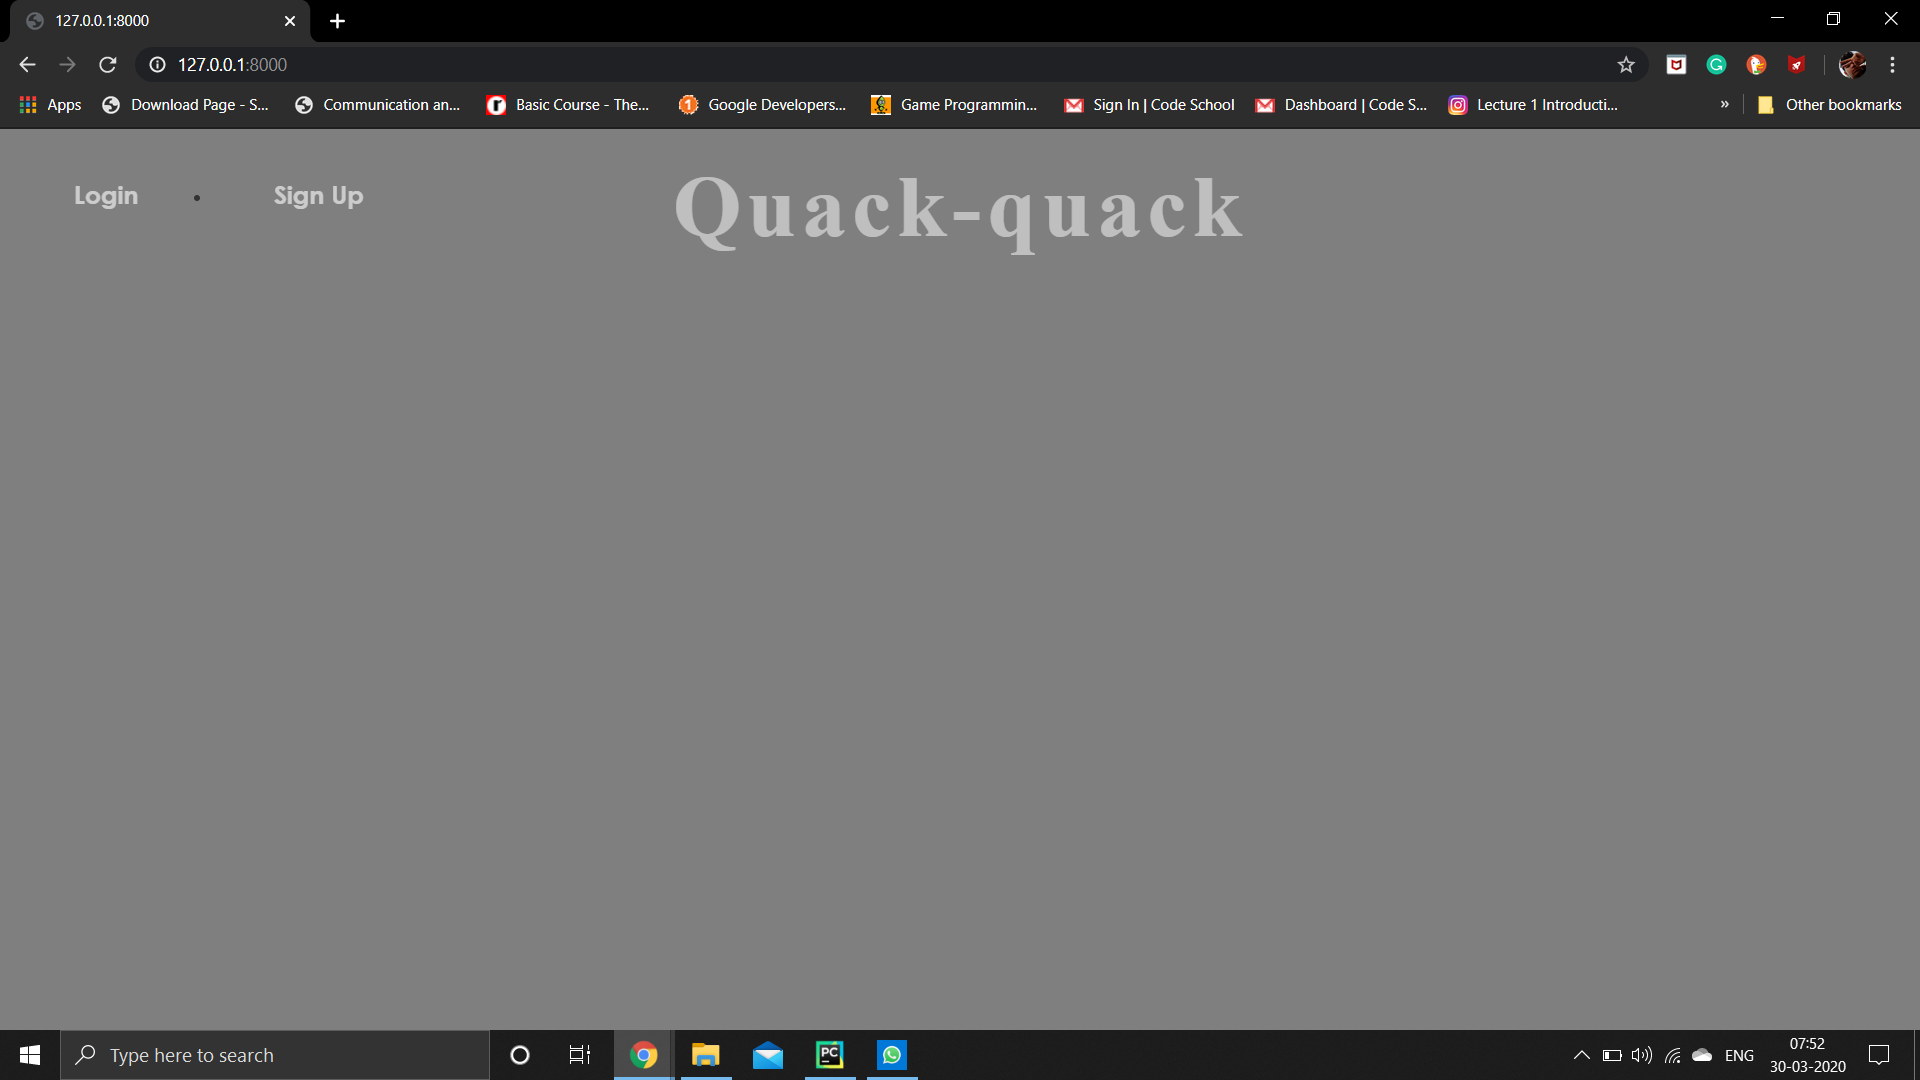 127.0.0.1:8000
127.0.0.1:8000
Apps Download Page - S... Communication an... Basic Course - The... Google Developers... Game Programmin... Sign In | Code School Dashboard | Code S... Lecture 1 Introducti... » Other bookmarks
Login • Sign Up
Quack-quack
Type here to search
PC
ENG
07:52
30-03-2020